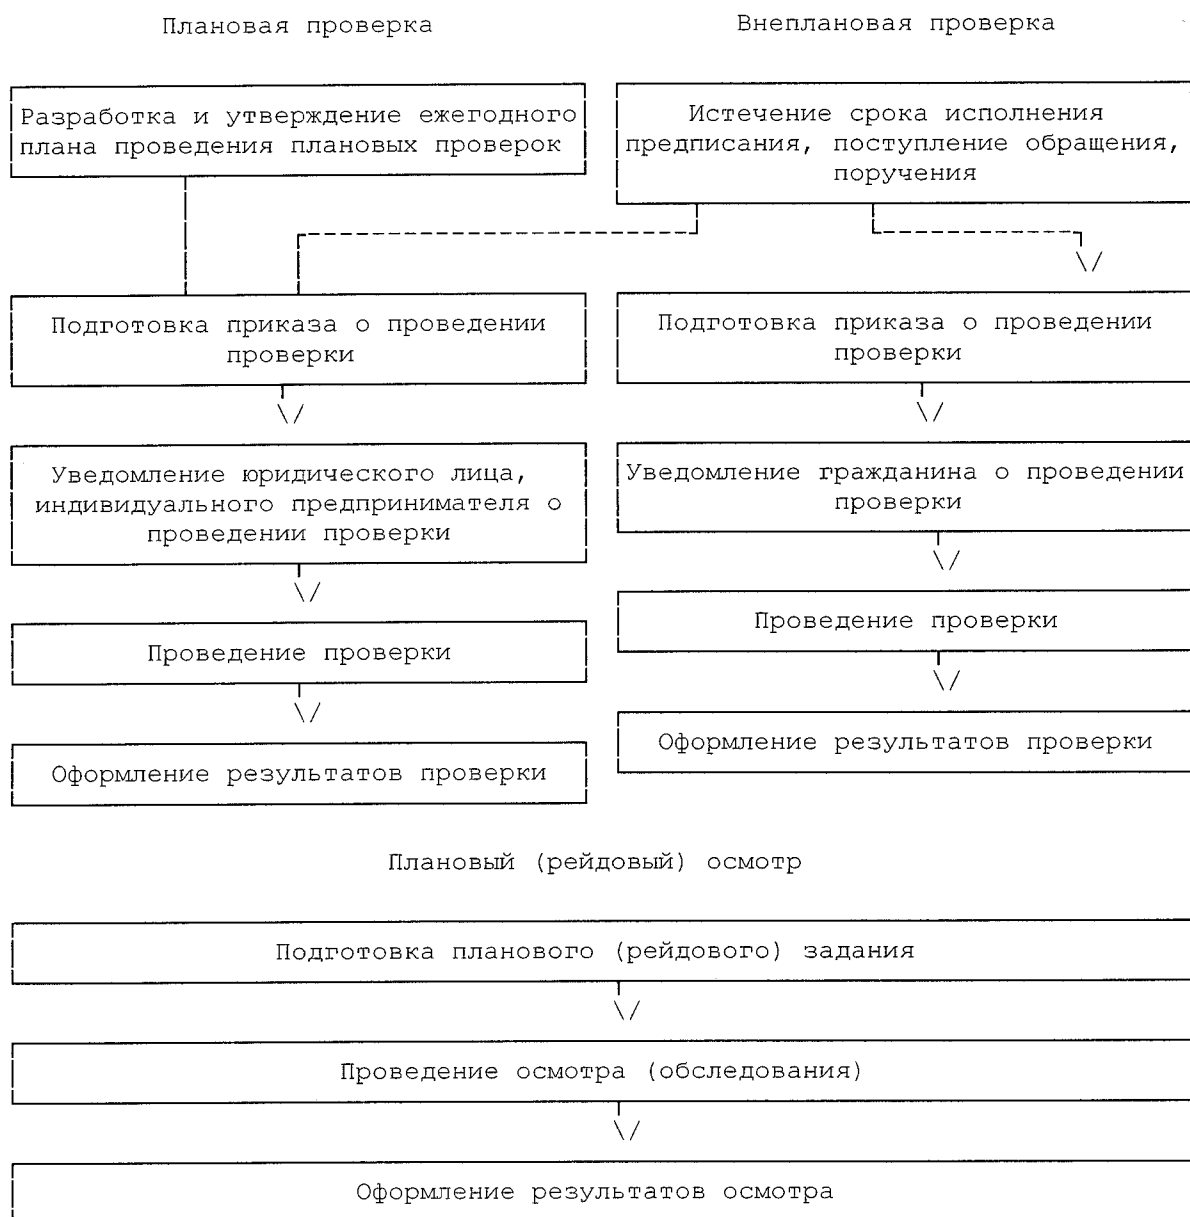 Плановая проверка
Внеплановая проверка
Разработка и утверждение ежегодного
плана проведения плановых проверок
Истечение срока исполнения
предписания, поступление обращения,
поручения
Подготовка приказа о проведении
проверки
Подготовка приказа о проведении
проверки
Уведомление юридического лица,
индивидуального предпринимателя о
проведении проверки
Уведомление гражданина о проведении
проверки
Проведение проверки
Проведение проверки
Оформление результатов проверки
Оформление результатов проверки
Плановый (рейдовый) осмотр
Подготовка планового (рейдового) задания
Проведение осмотра (обследования)
Оформление результатов осмотра